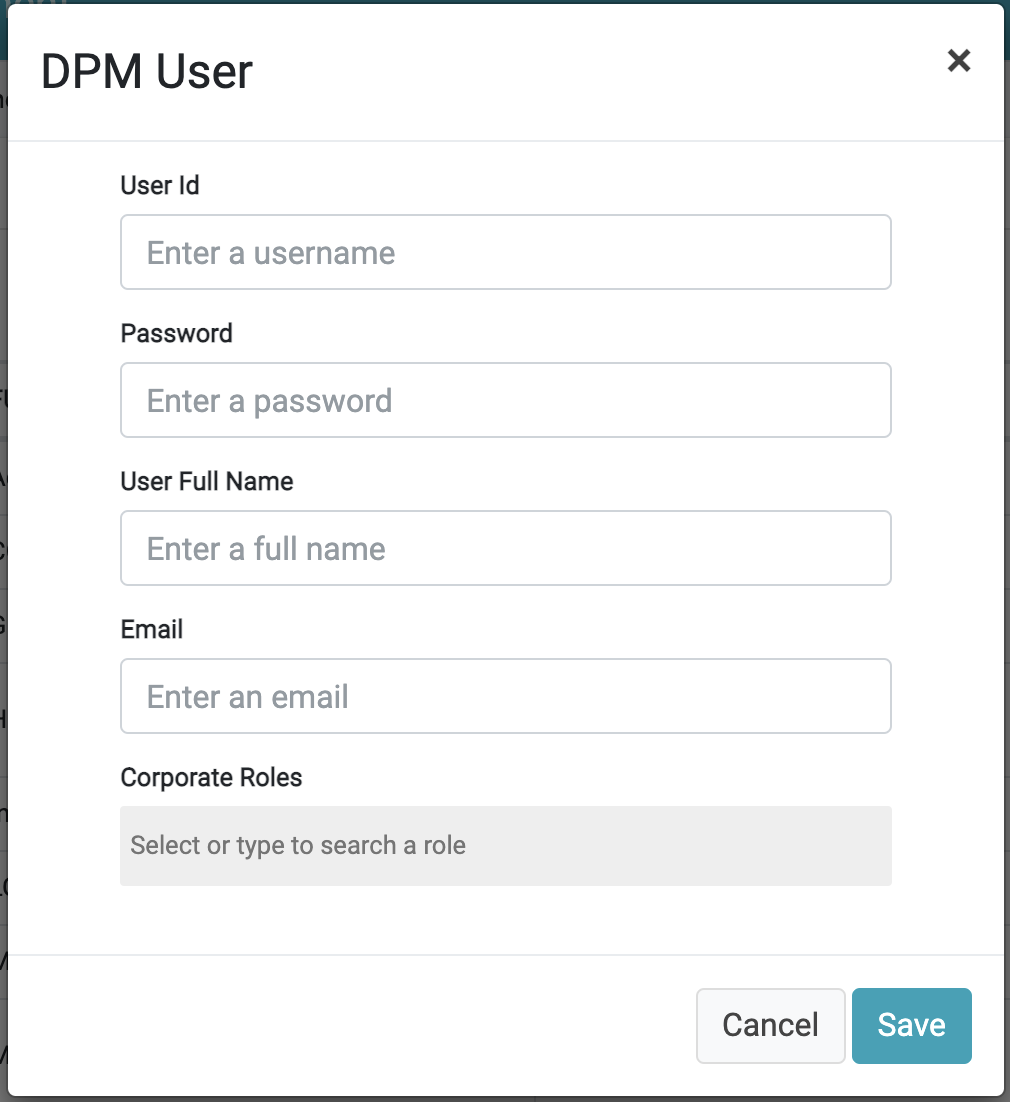 DPM User
×
User Id
Enter a username
Password
Enter a password
User Full Name
Enter a full name
Email
Enter an email
Corporate Roles
Select or type to search a role
Cancel Save